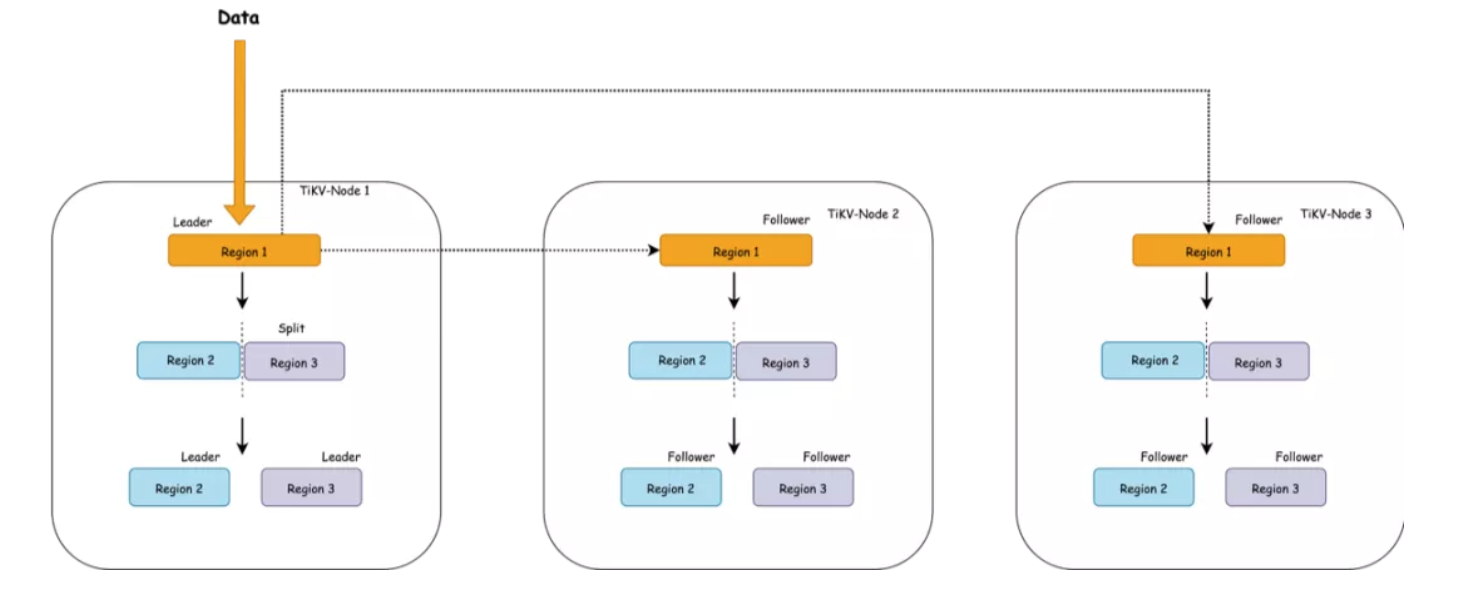 Data
TiKV-Node 1
Leader
Region 1
Split
Region 2
Region 3
Leader
Leader
Region 2
Region 3
TiKV-Node 2
Follower
Region 1
Region 2
Region 3
Follower
Follower
Region 2
Region 3
TiKV-Node 3
Follower
Region 1
Region 2
Region 3
Follower
Follower
Region 2
Region 3